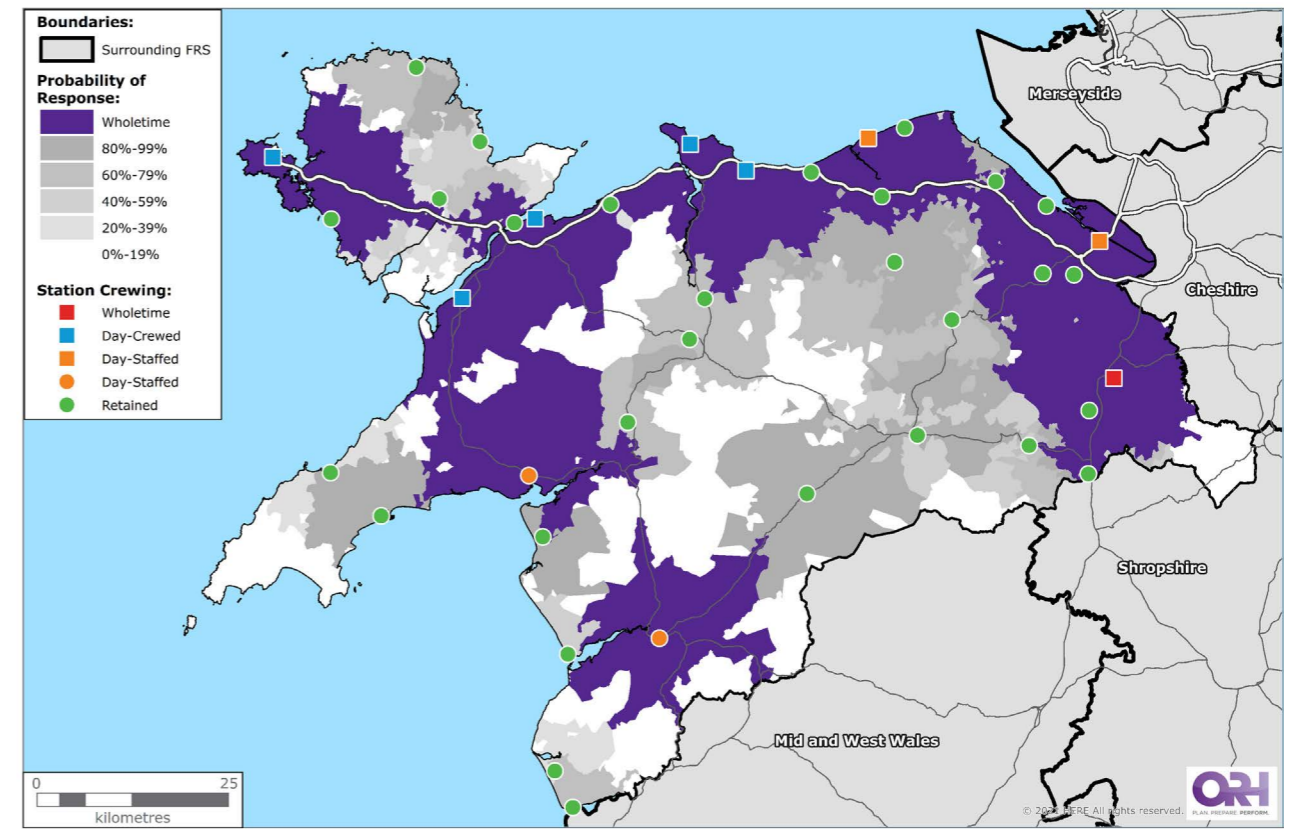 Boundaries:
Surrounding FRS
Probability of
Response:
Wholetime
80%-99%
60%-79%
40%-59%
20%-39%
0%-19%
Station Crewing:
Wholetime
Day-Crewed
Day-Staffed
Day-Staffed
Retained
Merseyside
Cheshire
Shropshire
Mid and West Wales
0 25
kilometres
ORH
PLAN. PREPARE. PERFORM.
HERE All rights reserved.